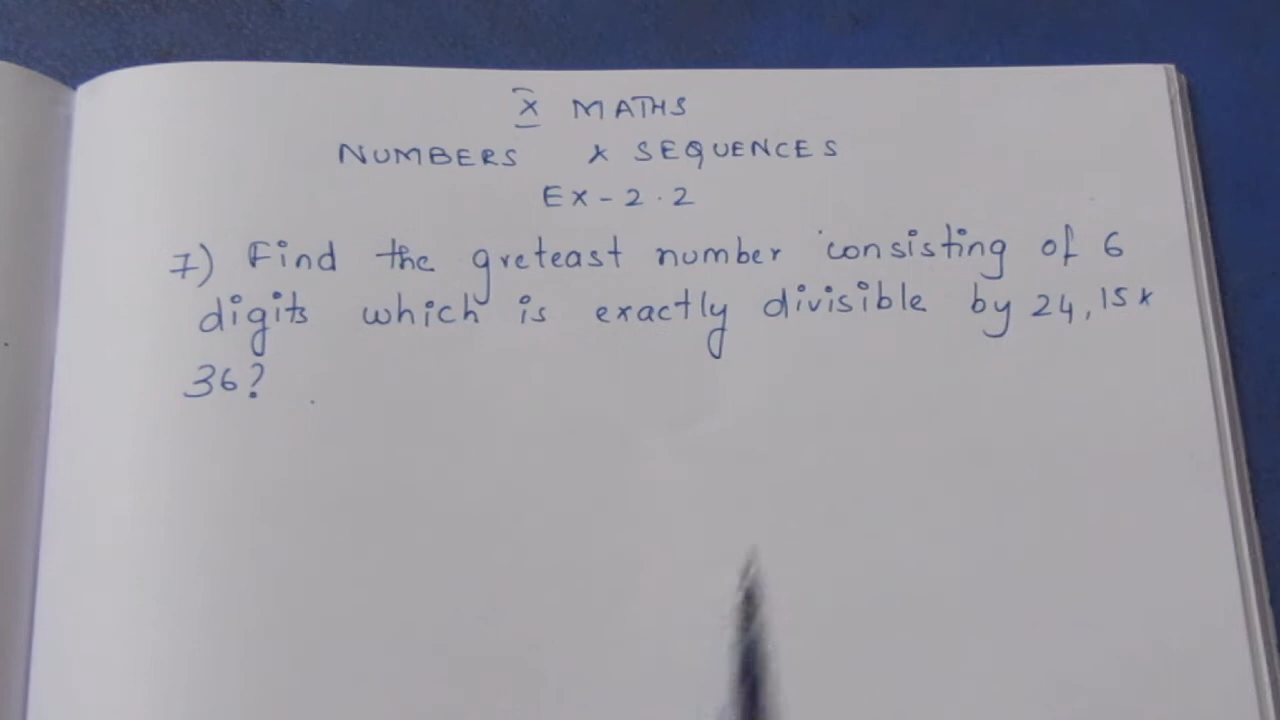 X MATHS
NUMBERS & SEQUENCES
EX-2.2
7) Find the greteast number consisting of 6
digits which is exactly divisible by 24, 15 &
36?